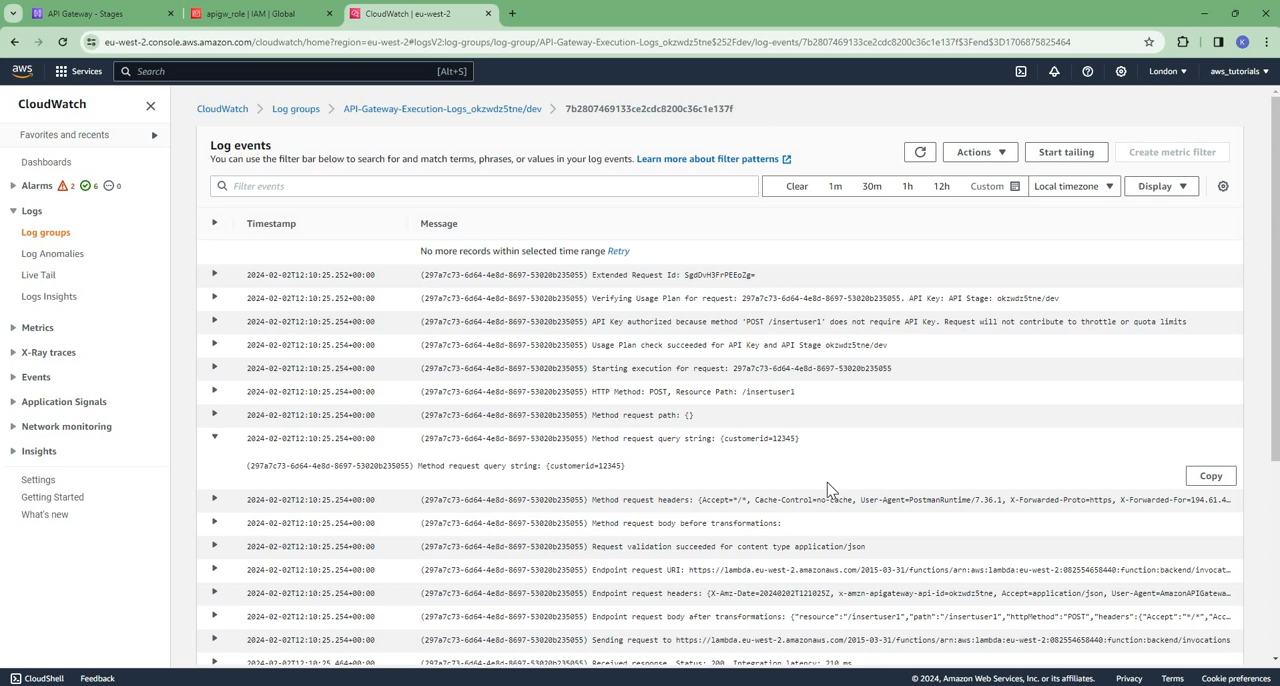 API Gateway - Stages
apigw_role | IAM | Global
CloudWatch | eu-west-2
eu-west-2.console.aws.amazon.com/cloudwatch/home?region=eu-west-2#logsV2:log-groups/log-group/API-Gateway-Execution-Logs_okzwdz5tne$252Fdev/log-events/7b2807469133ce2cdc8200c36c1e137f$3Fend$3D1706875825464
K
aws
Services
Search
[Alt+S]
London
aws_tutorials
CloudWatch
Favorites and recents
Dashboards
Alarms 2 6 0
Logs
Log groups
Log Anomalies
Live Tail
Logs Insights
Metrics
X-Ray traces
Events
Application Signals
Network monitoring
Insights
Settings
Getting Started
What's new
CloudWatch > Log groups > API-Gateway-Execution-Logs_okzwdz5tne/dev > 7b2807469133ce2cdc8200c36c1e137f
Log events
You can use the filter bar below to search for and match terms, phrases, or values in your log events. Learn more about filter patterns
Actions
Start tailing
Create metric filter
Filter events
Clear 1m 30m 1h 12h Custom
Local timezone
Display
Timestamp Message
No more records within selected time range Retry
2024-02-02T12:10:25.252+00:00 (297a7c73-6d64-4e8d-8697-53020b235055) Extended Request Id: SgdDvH3FrPEEoZg=
2024-02-02T12:10:25.254+00:00 (297a7c73-6d64-4e8d-8697-53020b235055) Verifying Usage Plan for request: 297a7c73-6d64-4e8d-8697-53020b235055. API Key: API Stage: okzwdz5tne/dev
2024-02-02T12:10:25.254+00:00 (297a7c73-6d64-4e8d-8697-53020b235055) API Key authorized because method 'POST /insertuser1' does not require API Key. Request will not contribute to throttle or quota limits
2024-02-02T12:10:25.254+00:00 (297a7c73-6d64-4e8d-8697-53020b235055) Usage Plan check succeeded for API Key and API Stage okzwdz5tne/dev
2024-02-02T12:10:25.254+00:00 (297a7c73-6d64-4e8d-8697-53020b235055) Starting execution for request: 297a7c73-6d64-4e8d-8697-53020b235055
2024-02-02T12:10:25.254+00:00 (297a7c73-6d64-4e8d-8697-53020b235055) HTTP Method: POST, Resource Path: /insertuser1
2024-02-02T12:10:25.254+00:00 (297a7c73-6d64-4e8d-8697-53020b235055) Method request path: {}
2024-02-02T12:10:25.254+00:00 (297a7c73-6d64-4e8d-8697-53020b235055) Method request query string: {customerid=12345}
(297a7c73-6d64-4e8d-8697-53020b235055) Method request query string: {customerid=12345}
Copy
2024-02-02T12:10:25.254+00:00 (297a7c73-6d64-4e8d-8697-53020b235055) Method request headers: {Accept=*/*, Cache-Control=no-cache, User-Agent=PostmanRuntime/7.36.1, X-Forwarded-Proto=https, X-Forwarded-For=194.61.4…
2024-02-02T12:10:25.254+00:00 (297a7c73-6d64-4e8d-8697-53020b235055) Method request body before transformations:
2024-02-02T12:10:25.254+00:00 (297a7c73-6d64-4e8d-8697-53020b235055) Request validation succeeded for content type application/json
2024-02-02T12:10:25.254+00:00 (297a7c73-6d64-4e8d-8697-53020b235055) Endpoint request URI: https://lambda.eu-west-2.amazonaws.com/2015-03-31/functions/arn:aws:lambda:eu-west-2:082554658440:function:backend/invocat…
2024-02-02T12:10:25.254+00:00 (297a7c73-6d64-4e8d-8697-53020b235055) Endpoint request headers: {X-Amz-Date=20240202T121025Z, x-amzn-apigateway-api-id=okzwdz5tne, Accept=application/json, User-Agent=AmazonAPIGatewa…
2024-02-02T12:10:25.254+00:00 (297a7c73-6d64-4e8d-8697-53020b235055) Endpoint request body after transformations: {"resource":"/insertuser1","path":"/insertuser1","httpMethod":"POST","headers":{"Accept":"*/*","Acc…
2024-02-02T12:10:25.254+00:00 (297a7c73-6d64-4e8d-8697-53020b235055) Sending request to https://lambda.eu-west-2.amazonaws.com/2015-03-31/functions/arn:aws:lambda:eu-west-2:082554658440:function:backend/invocations
2024-02-02T12:10:25.464+00:00 (297a7c73-6d64-4e8d-8697-53020b235055) Received response. Status: 200, Integration latency: 210 ms
CloudShell Feedback
© 2024, Amazon Web Services, Inc. or its affiliates. Privacy Terms Cookie preferences